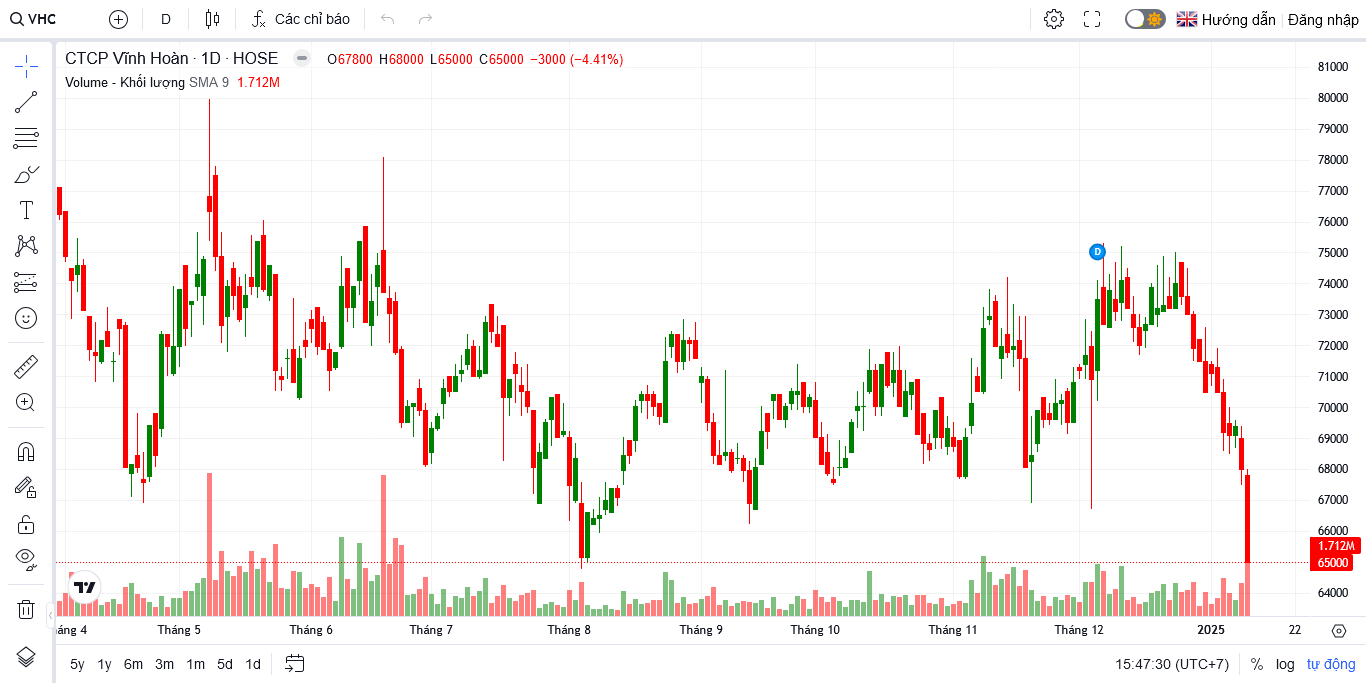 VHC D Các chỉ báo Hướng dẫn Đăng nhập
CTCP Vĩnh Hoàn · 1D · HOSE O67800 H68000 L65000 C65000 −3000 (−4.41%)
Volume - Khối lượng SMA 9 1.712M
81000
80000
79000
78000
77000
76000
75000
74000
73000
72000
71000
70000
69000
68000
67000
66000
1.712M
65000
64000
D
áng 4 Tháng 5 Tháng 6 Tháng 7 Tháng 8 Tháng 9 Tháng 10 Tháng 11 Tháng 12 2025 22
5y 1y 6m 3m 1m 5d 1d 15:47:30 (UTC+7) % log tự động